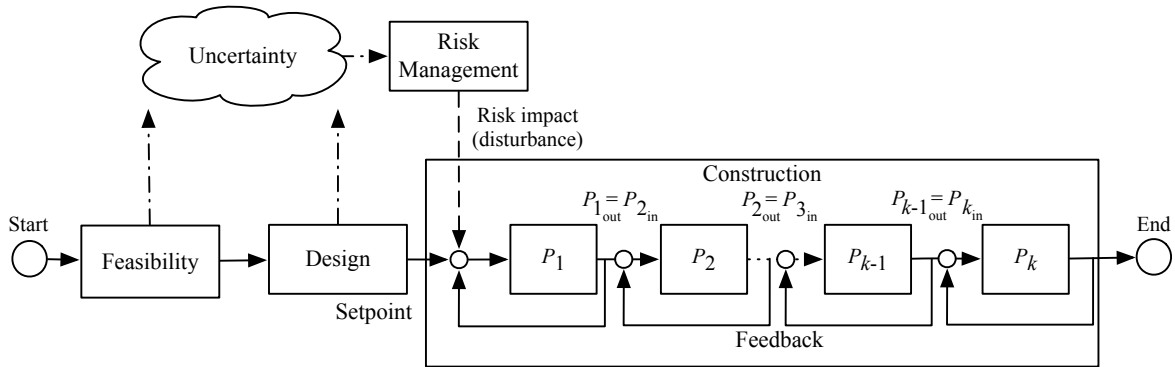 Uncertainty
Risk
Management
Risk impact
(disturbance)
Construction
P1out = P2in
P2out = P3in
Pk-1out = Pkin
Start
End
Feasibility
Design
P1
P2
Pk-1
Pk
Setpoint
Feedback